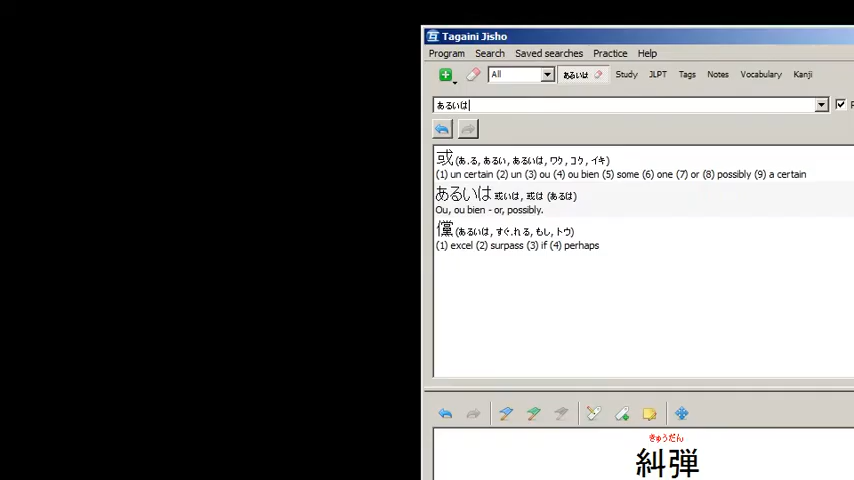 Tagaini Jisho
Program Search Saved searches Practice Help
All あるいは Study JLPT Tags Notes Vocabulary Kanji
あるいは
或 (あ.る, あるい, あるいは, ワク, コク, イキ)
(1) un certain (2) un (3) ou (4) ou bien (5) some (6) one (7) or (8) possibly (9) a certain
あるいは 或いは, 或は (あるは)
Ou, ou bien - or, possibly.
儻 (あるいは, すぐ.れる, もし, トウ)
(1) excel (2) surpass (3) if (4) perhaps
きゅうだん
糾弾